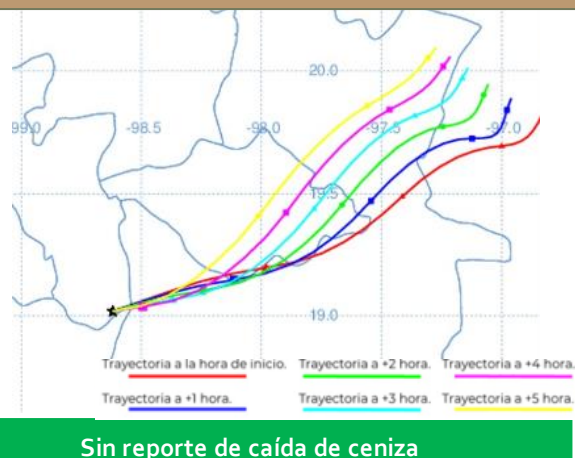 20.0
-99.0 -98.5 -98.0 -97.5 -97.0
19.5
19.0
Trayectoria a la hora de inicio. Trayectoria a +2 hora. Trayectoria a +4 hora.
Trayectoria a +1 hora. Trayectoria a +3 hora. Trayectoria a +5 hora.
Sin reporte de caída de ceniza